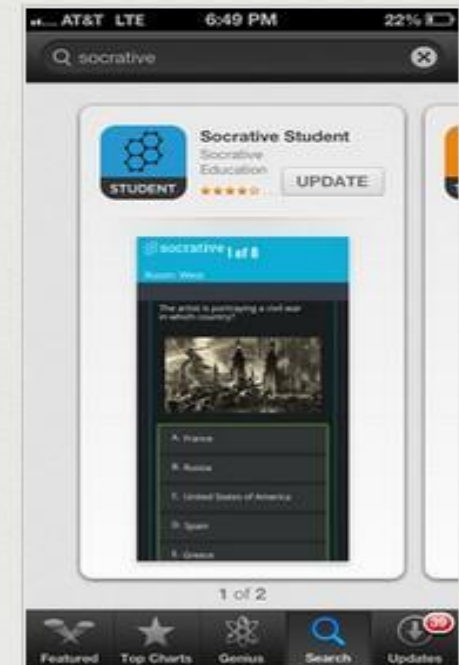 AT&T LTE 6:49 PM 22%
socrative
Socrative Student
Socrative
Education
UPDATE
STUDENT
socrative 1 of 8
Room: West
The artist is portraying a civil war
in which country?
A. France
B. Russia
C. United States of America
D. Spain
E. Greece
1 of 2
Featured Top Charts Genius Search Updates